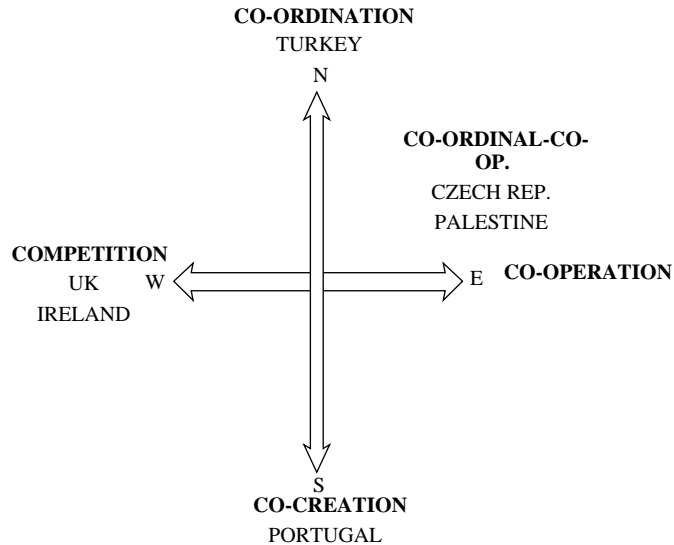 CO-ORDINATION
TURKEY
N
CO-ORDINAL-CO-
OP.
CZECH REP.
PALESTINE
COMPETITION
UK
IRELAND
W
E
CO-OPERATION
S
CO-CREATION
PORTUGAL